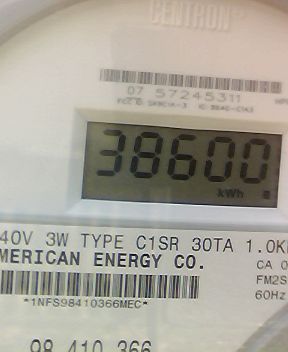 CENTRON
07 57245311
38600
kWh
40V 3W TYPE C1SR 30TA 1.0K
MERICAN ENERGY CO.
CA 0
FM2S
60Hz
*1NFS98410366MEC*
98 410 366